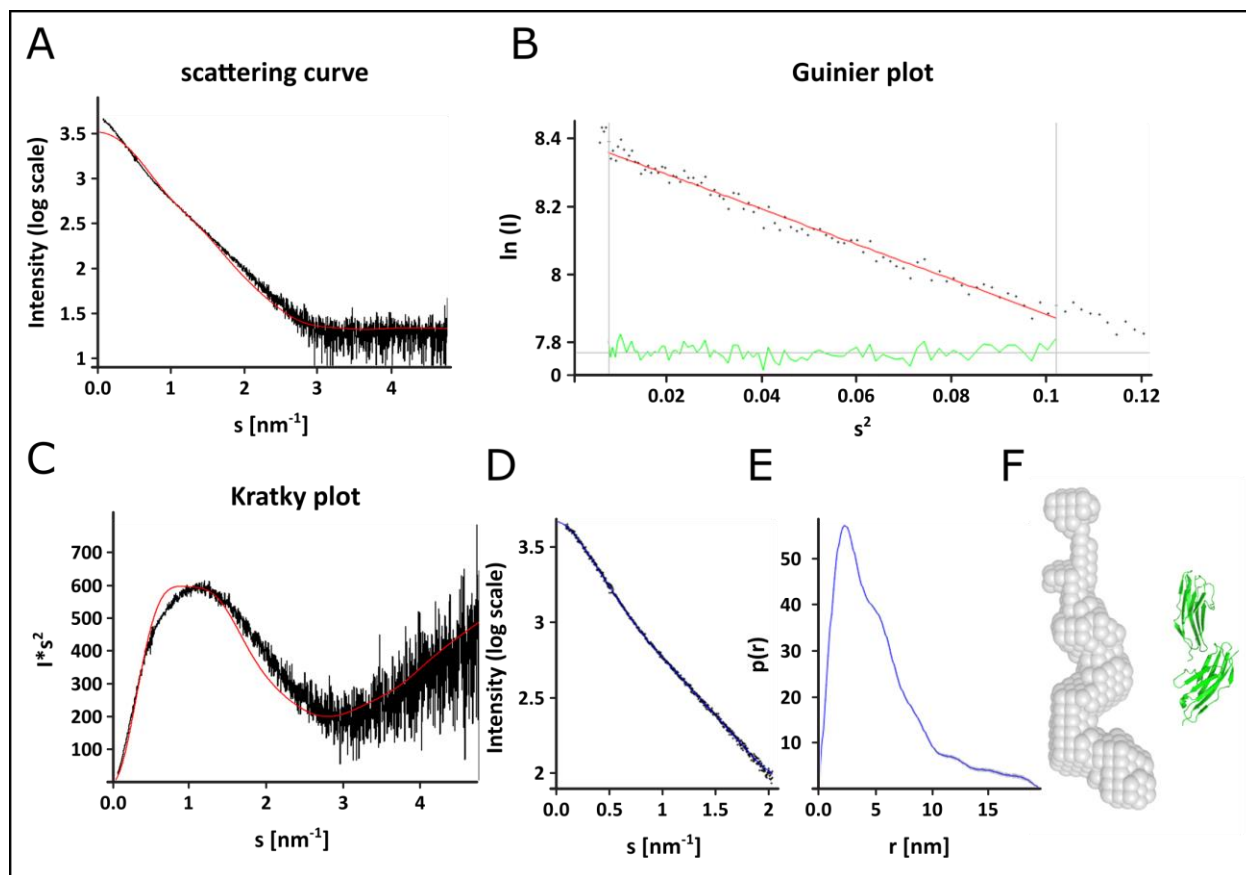 A
scattering curve
Intensity (log scale)
3.5
3
2.5
2
1.5
1
0.0
1
2
3
4
s [nm⁻¹]
B
Guinier plot
ln (I)
8.4
8.2
8
7.8
0
0.02
0.04
0.06
0.08
0.1
0.12
s²
C
Kratky plot
I*s²
700
600
500
400
300
200
100
0.0
1
2
3
4
s [nm⁻¹]
D
Intensity (log scale)
3.5
3
2.5
2
0.0
0.5
1
1.5
2
s [nm⁻¹]
E
p(r)
50
40
30
20
10
0.0
5
10
15
r [nm]
F